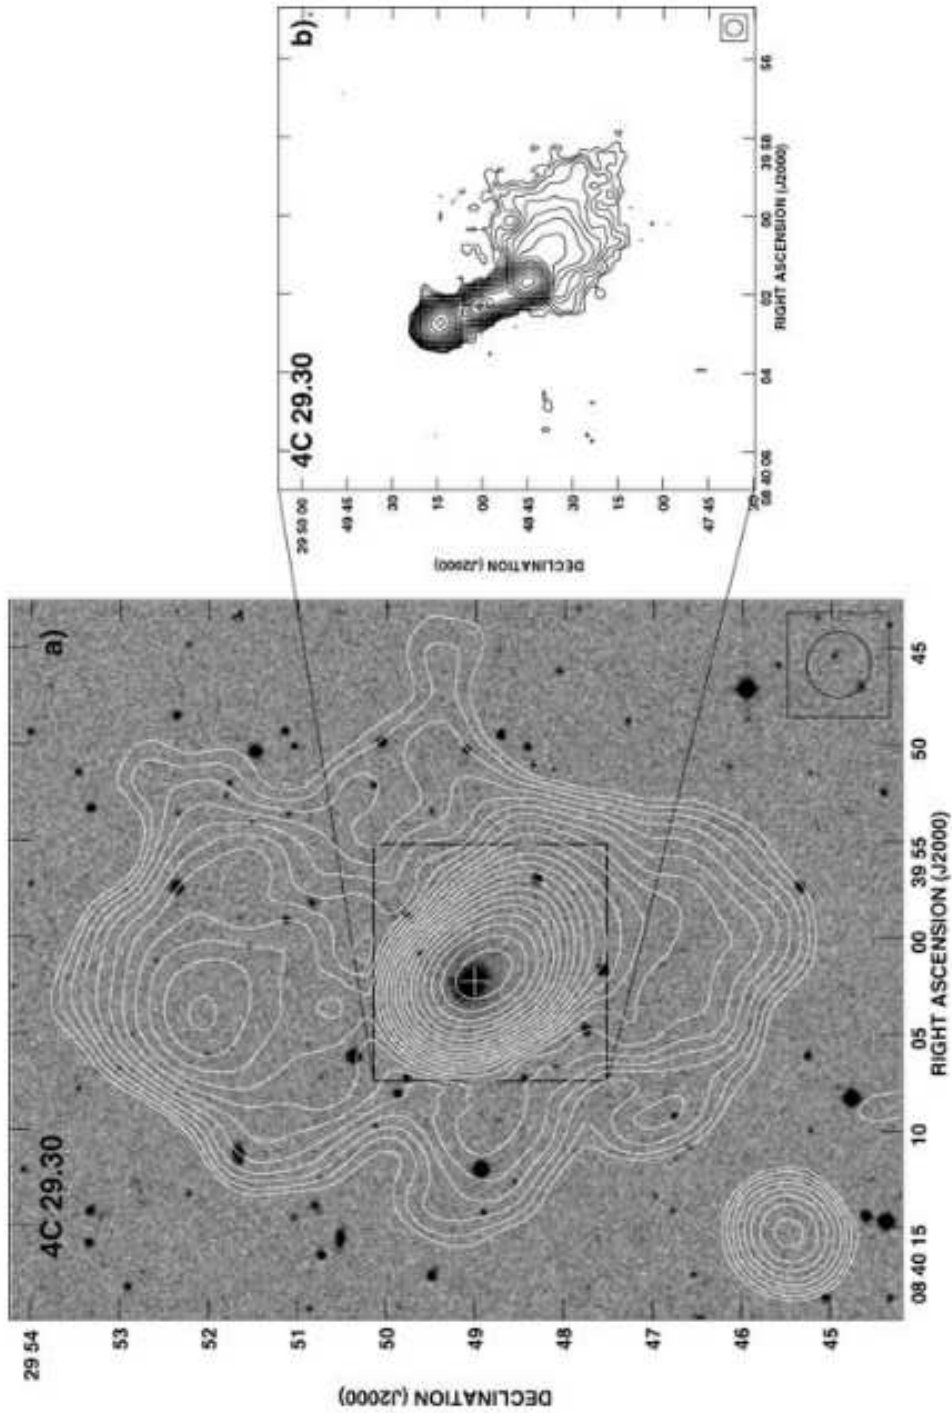 4C 29.30
a)
DECLINATION (J2000)
29 54
53
52
51
50
49
48
47
46
45
08 40 15
10
05
00
39 55
50
45
RIGHT ASCENSION (J2000)
4C 29.30
b)
DECLINATION (J2000)
29 50 00
49 45
30
15
00
48 45
30
15
00
47 45
30
08 40 06
04
02
00
39 58
56
RIGHT ASCENSION (J2000)